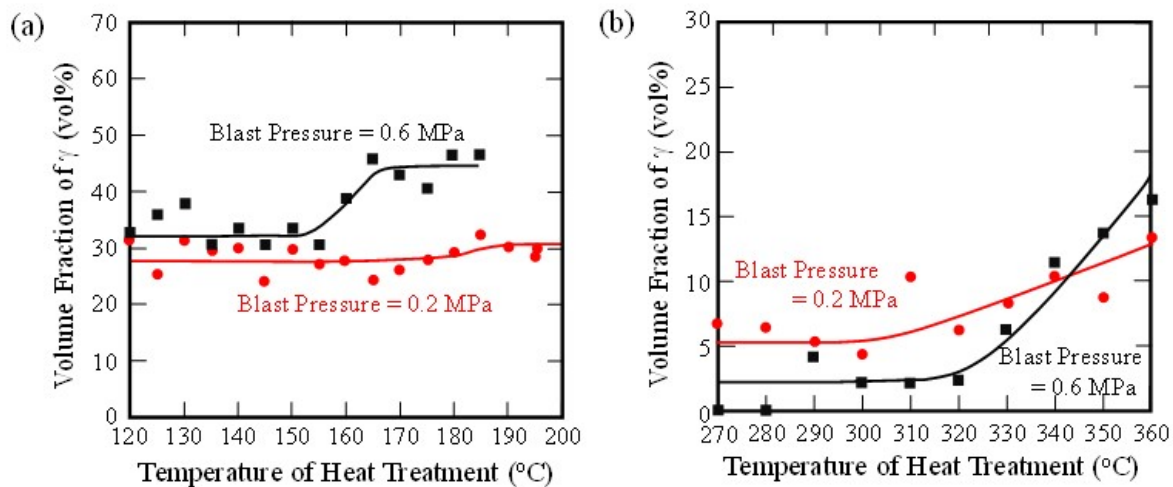 (a)
Volume Fraction of γ (vol%)
70
60
50
40
30
20
10
0
Blast Pressure = 0.6 MPa
Blast Pressure = 0.2 MPa
120 130 140 150 160 170 180 190 200
Temperature of Heat Treatment (°C)
(b)
Volume Fraction of γ (vol%)
30
25
20
15
10
5
0
Blast Pressure
= 0.2 MPa
Blast Pressure
= 0.6 MPa
270 280 290 300 310 320 330 340 350 360
Temperature of Heat Treatment (°C)